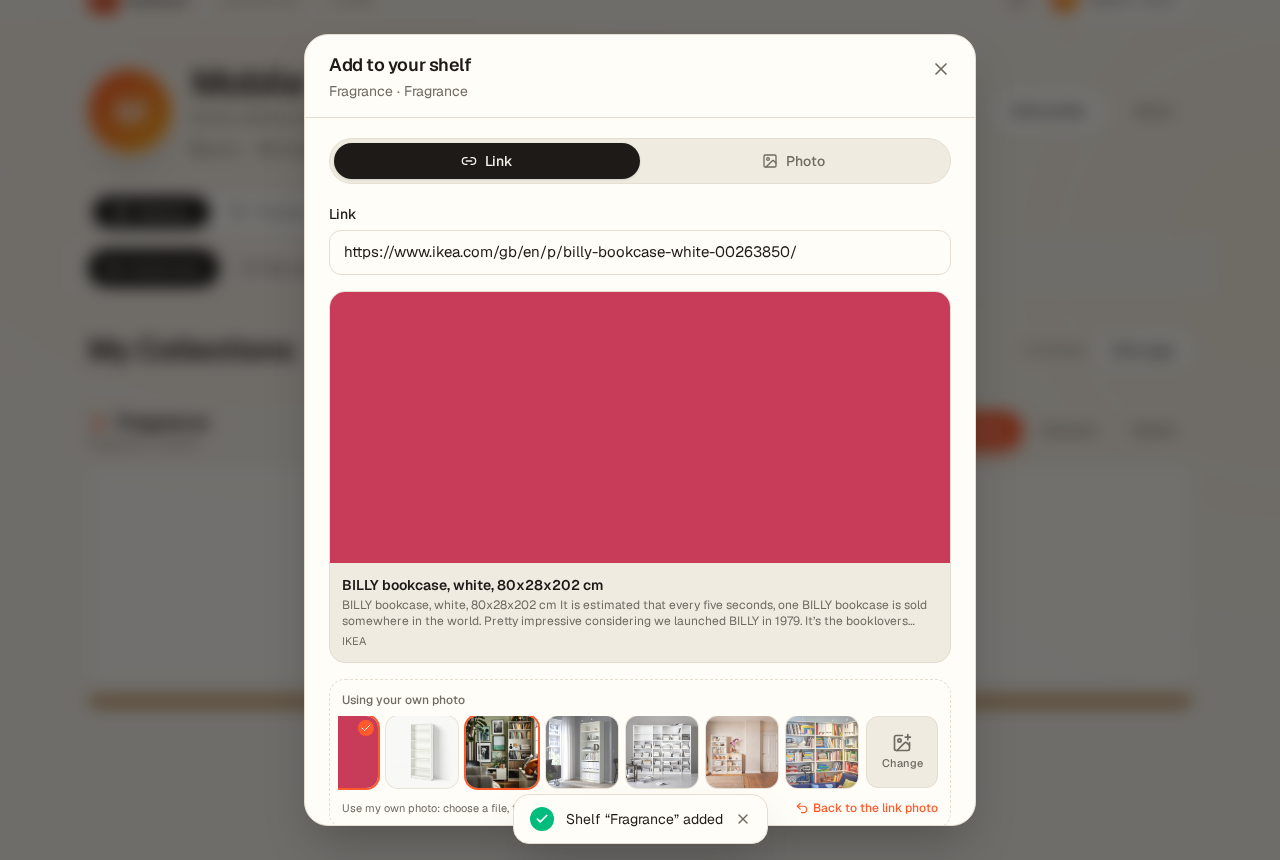 Add to your shelf
Fragrance · Fragrance
Link
Photo
Link
https://www.ikea.com/gb/en/p/billy-bookcase-white-00263850/
BILLY bookcase, white, 80x28x202 cm
BILLY bookcase, white, 80x28x202 cm It is estimated that every five seconds, one BILLY bookcase is sold
somewhere in the world. Pretty impressive considering we launched BILLY in 1979. It's the booklovers…
IKEA
Using your own photo
Change
Use my own photo: choose a file,
Back to the link photo
Shelf “Fragrance” added
My Collections